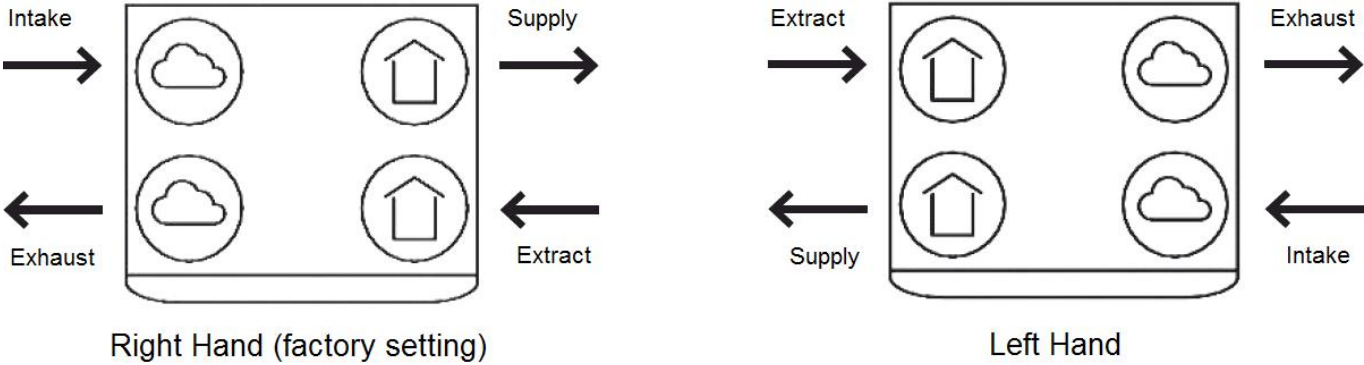 Intake
Supply
Exhaust
Extract
Right Hand (factory setting)
Extract
Exhaust
Supply
Intake
Left Hand